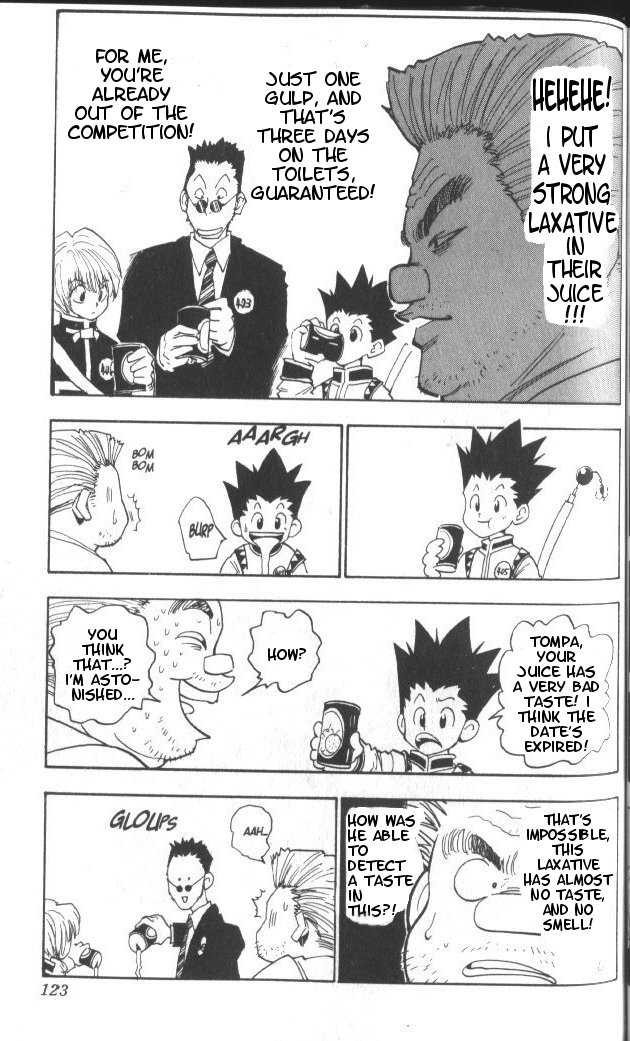 HEHEHE!
I PUT
A VERY
STRONG
LAXATIVE
IN
THEIR
JUICE
!!!
JUST ONE
GULP, AND
THAT'S
THREE DAYS
ON THE
TOILETS,
GUARANTEED!
FOR ME,
YOU'RE
ALREADY
OUT OF THE
COMPETITION!
403
405
AAARGH
BURP
BOM
BOM
TOMPA,
YOUR
JUICE HAS
A VERY BAD
TASTE! I
THINK THE
DATE'S
EXPIRED!
HOW?
YOU
THINK
THAT...?
I'M ASTO-
NISHED...
THAT'S
IMPOSSIBLE,
THIS
LAXATIVE
HAS ALMOST
NO TASTE,
AND NO
SMELL!
HOW WAS
HE ABLE
TO
DETECT
A TASTE
IN
THIS?!
AAH...
GLOUPS
123